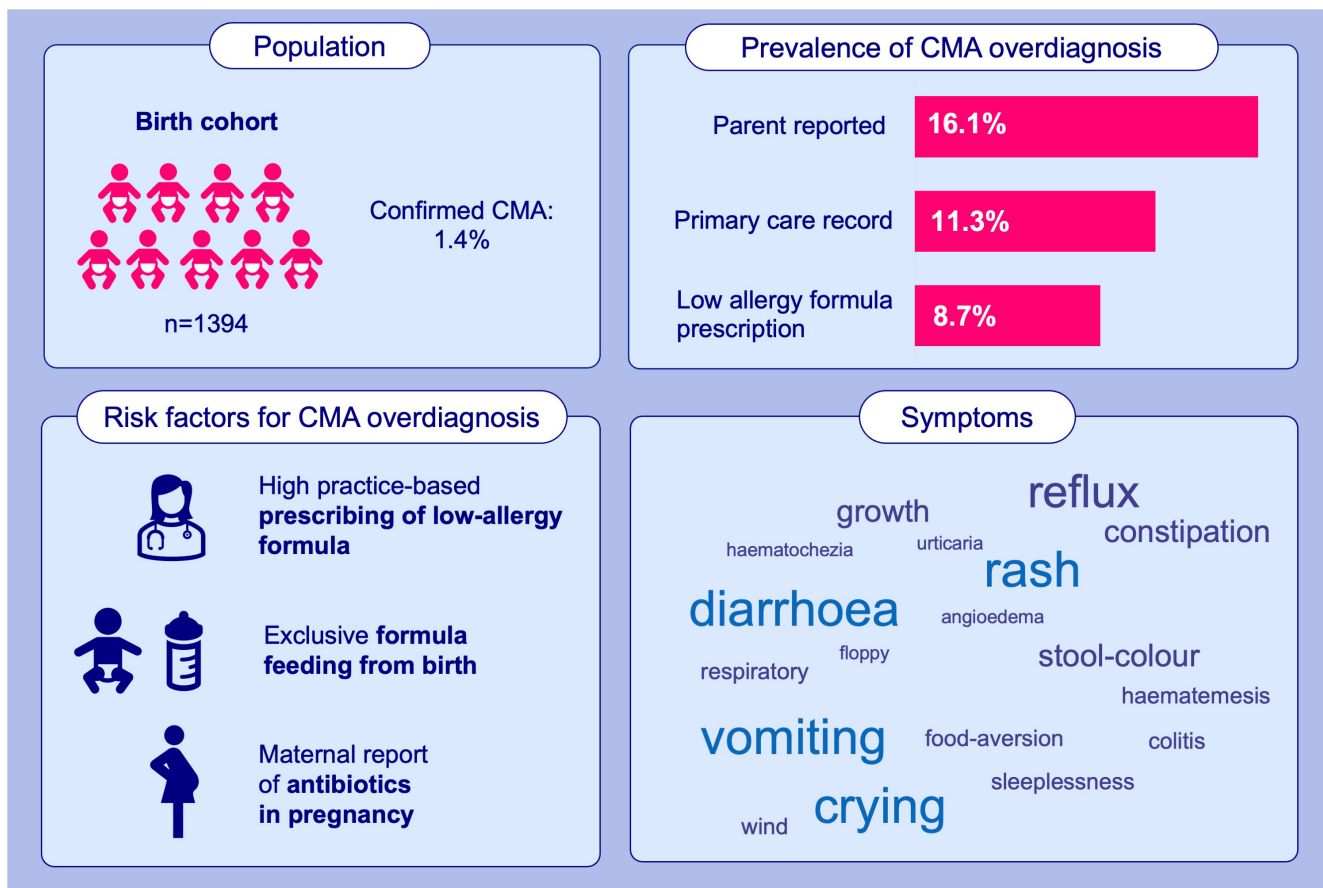 Population
Birth cohort
Confirmed CMA:
1.4%
n=1394
Prevalence of CMA overdiagnosis
Parent reported
16.1%
Primary care record
11.3%
Low allergy formula
prescription
8.7%
Risk factors for CMA overdiagnosis
High practice-based
prescribing of low-allergy
formula
Exclusive formula
feeding from birth
Maternal report
of antibiotics
in pregnancy
Symptoms
reflux
growth
constipation
urticaria
haematochezia
rash
diarrhoea
angioedema
floppy
stool-colour
respiratory
haematemesis
vomiting
food-aversion
colitis
sleeplessness
crying
wind